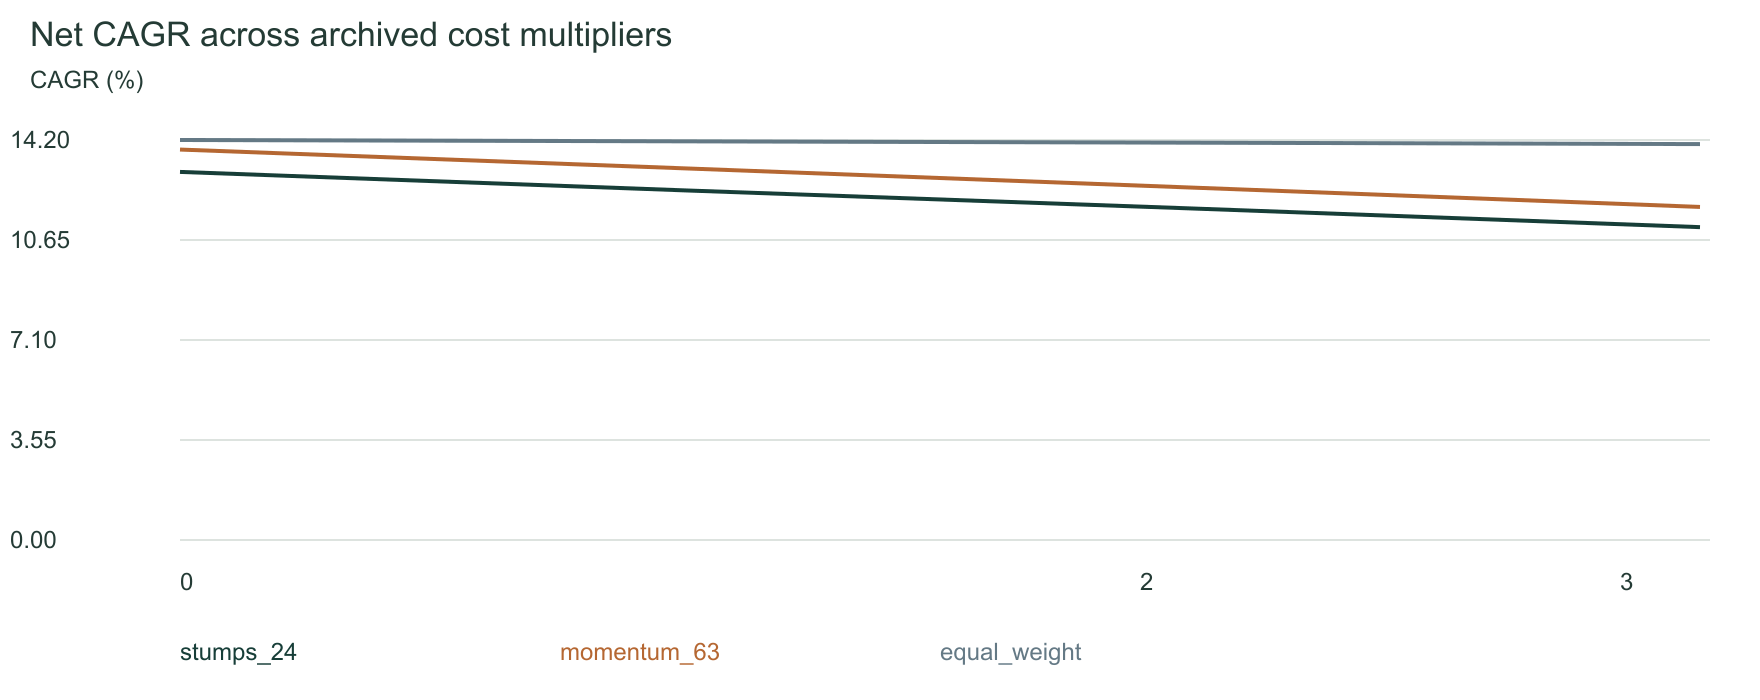 Net CAGR across archived cost multipliers
CAGR (%)
14.20
10.65
7.10
3.55
0.00
0 2 3
stumps_24 momentum_63 equal_weight